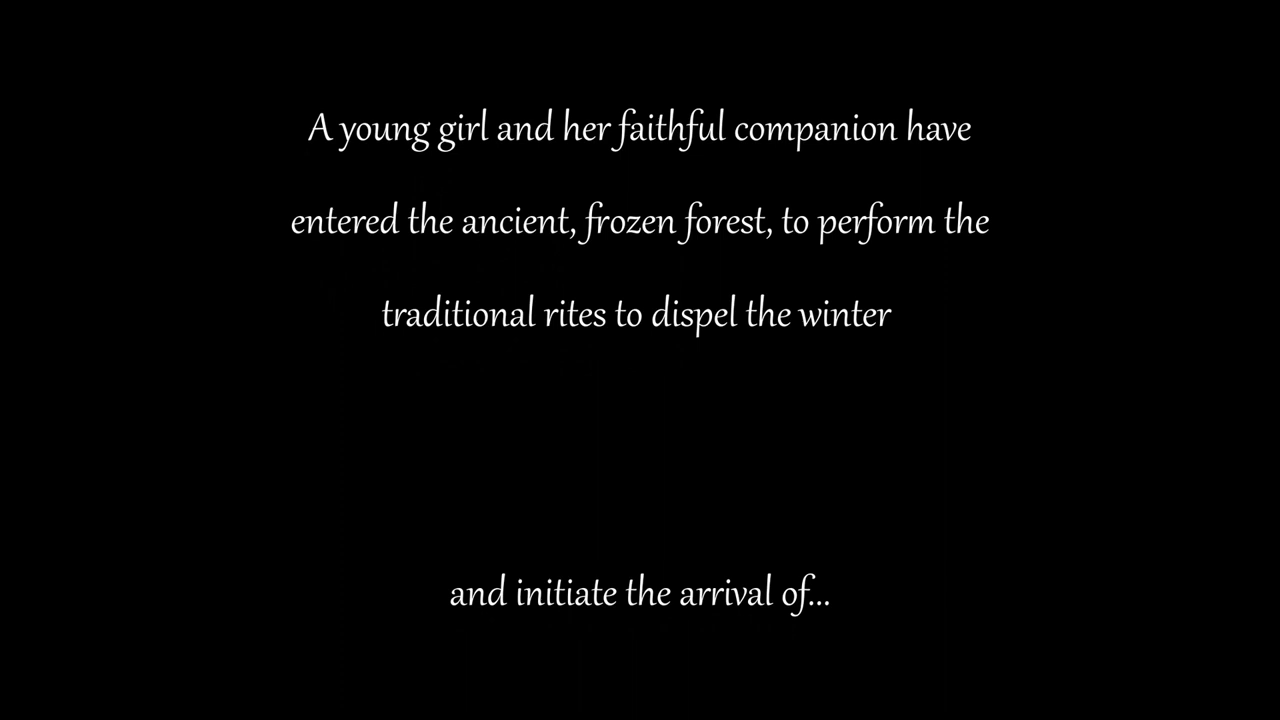 A young girl and her faithful companion have
entered the ancient, frozen forest, to perform the
traditional rites to dispel the winter
and initiate the arrival of...